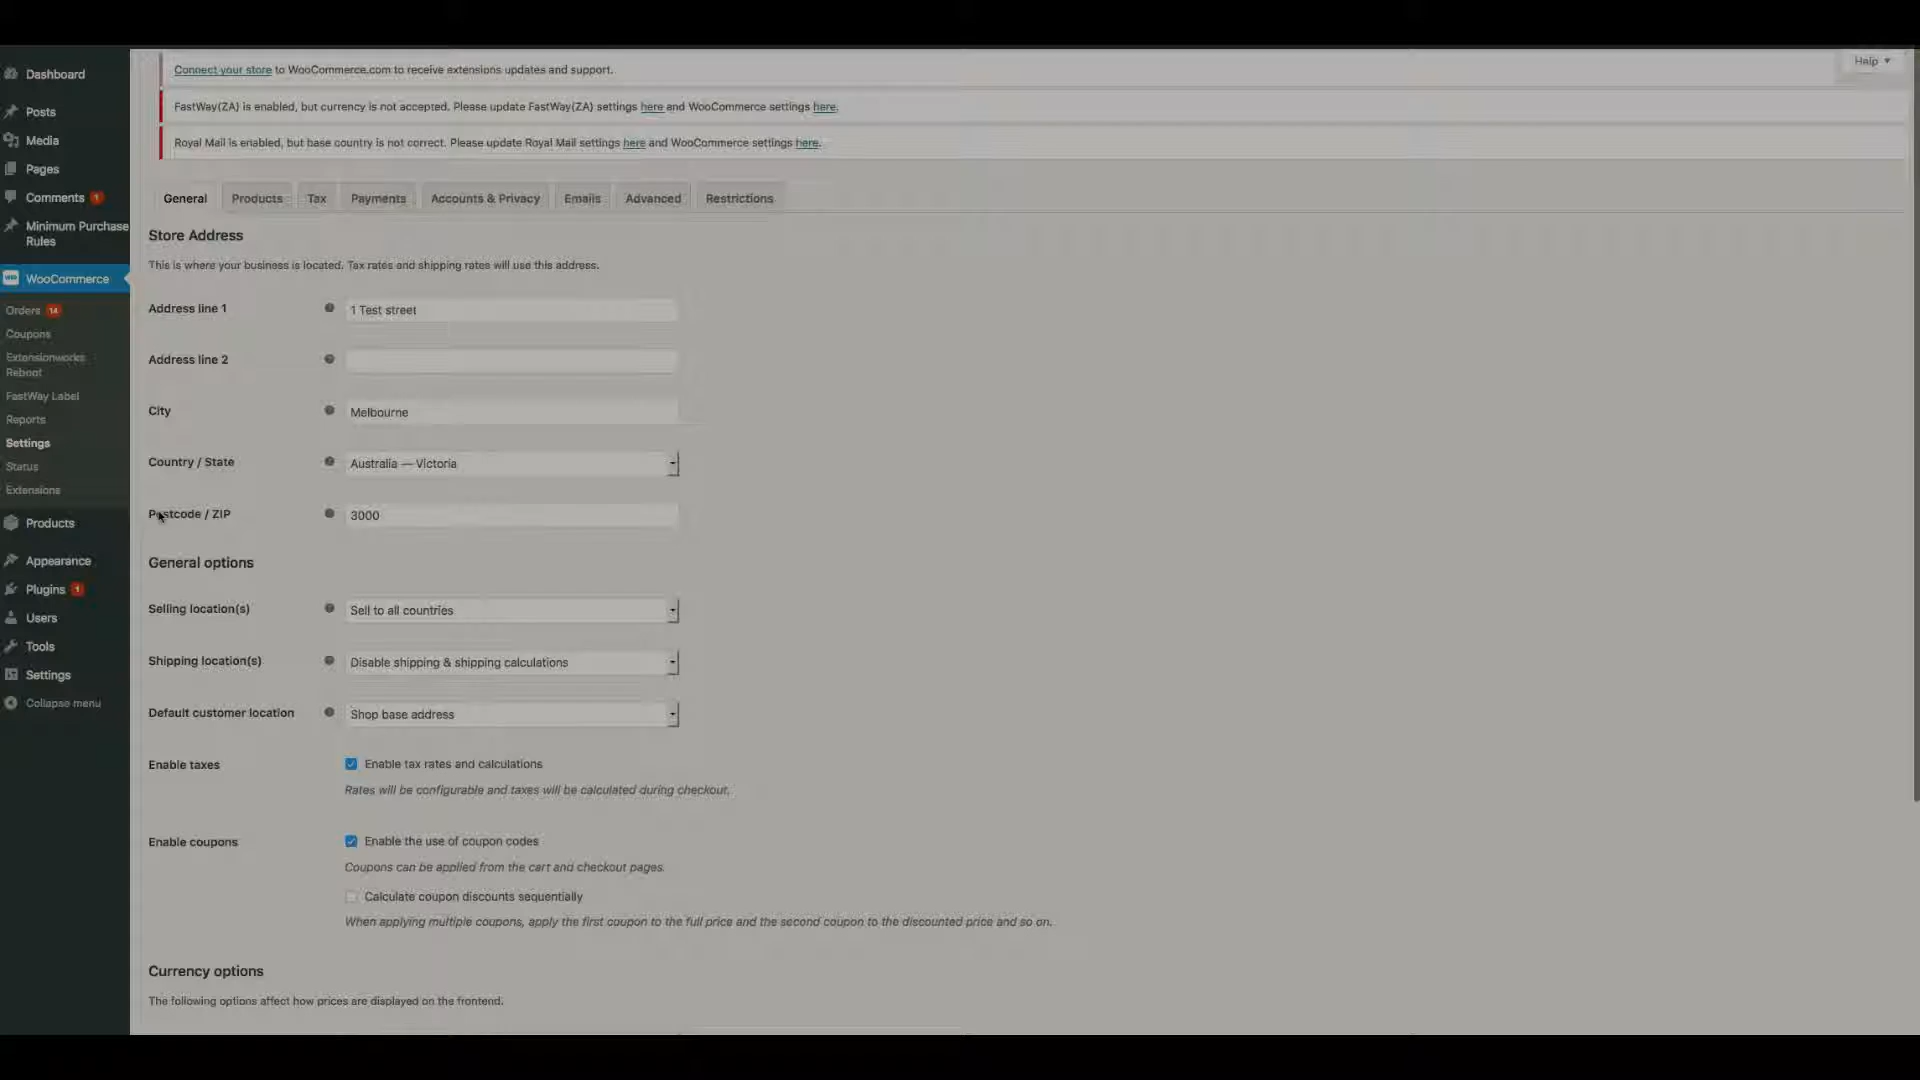 Dashboard
Posts
Media
Pages
Comments 1
Minimum Purchase
Rules
WooCommerce
Orders 14
Coupons
Extensionworks
Reboot
FastWay Label
Reports
Settings
Status
Extensions
Products
Appearance
Plugins 1
Users
Tools
Settings
Collapse menu
Help
Connect your store to WooCommerce.com to receive extensions updates and support.
FastWay(ZA) is enabled, but currency is not accepted. Please update FastWay(ZA) settings here and WooCommerce settings here.
Royal Mail is enabled, but base country is not correct. Please update Royal Mail settings here and WooCommerce settings here.
General Products Tax Payments Accounts & Privacy Emails Advanced Restrictions
Store Address
This is where your business is located. Tax rates and shipping rates will use this address.
Address line 1 1 Test street
Address line 2
City Melbourne
Country / State Australia — Victoria
Postcode / ZIP 3000
General options
Selling location(s) Sell to all countries
Shipping location(s) Disable shipping & shipping calculations
Default customer location Shop base address
Enable taxes Enable tax rates and calculations
Rates will be configurable and taxes will be calculated during checkout.
Enable coupons Enable the use of coupon codes
Coupons can be applied from the cart and checkout pages.
Calculate coupon discounts sequentially
When applying multiple coupons, apply the first coupon to the full price and the second coupon to the discounted price and so on.
Currency options
The following options affect how prices are displayed on the frontend.